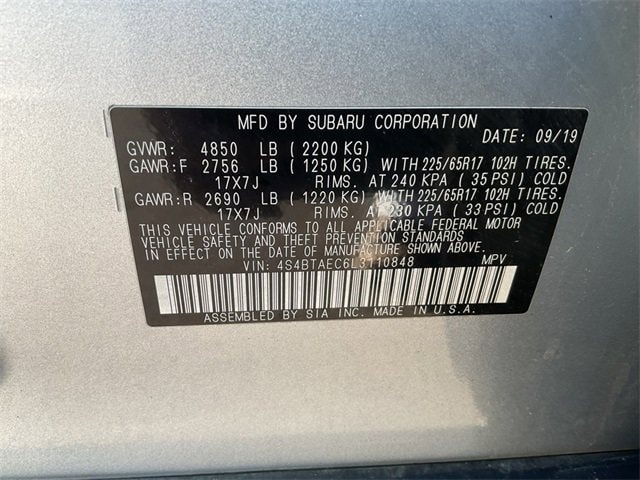 MFD BY SUBARU CORPORATION
DATE: 09/19
GVWR: 4850 LB (2200 KG)
GAWR:F 2756 LB (1250 KG) WITH 225/65R17 102H TIRES.
17X7J RIMS. AT 240 KPA (35 PSI) COLD
GAWR:R 2690 LB (1220 KG) WITH 225/65R17 102H TIRES.
17X7J RIMS. AT 230 KPA (33 PSI) COLD
THIS VEHICLE CONFORMS TO ALL APPLICABLE FEDERAL MOTOR
VEHICLE SAFETY AND THEFT PREVENTION STANDARDS
IN EFFECT ON THE DATE OF MANUFACTURE SHOWN ABOVE.
VIN: 4S4BTAEC6L3110848 MPV
ASSEMBLED BY SIA INC. MADE IN U.S.A.